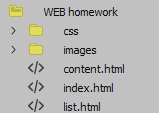 WEB homework
css
images
content.html
index.html
list.html